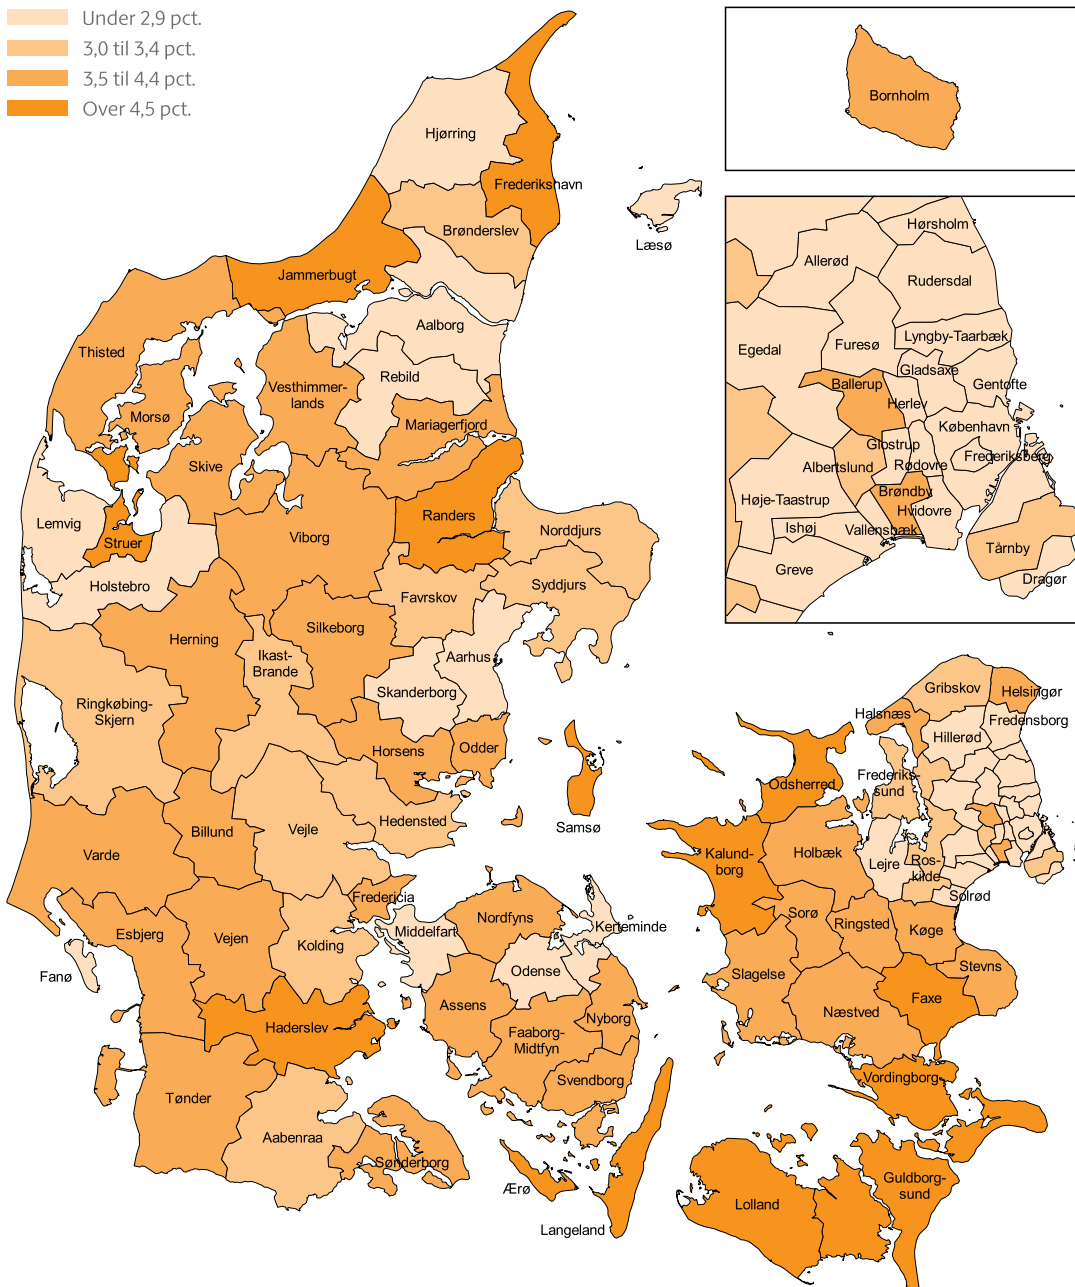 Under 2,9 pct.
3,0 til 3,4 pct.
3,5 til 4,4 pct.
Over 4,5 pct.
Bornholm
Hjørring
Frederikshavn
Læsø
Brønderslev
Jammerbugt
Aalborg
Thisted
Rebild
Vesthimmer-
lands
Morsø
Mariagerfjord
Skive
Lemvig
Struer
Randers
Viborg
Norddjurs
Holstebro
Favrskov
Syddjurs
Herning
Silkeborg
Ikast-
Brande
Aarhus
Skanderborg
Ringkøbing-
Skjern
Horsens
Odder
Samsø
Hedensted
Billund
Vejle
Varde
Fredericia
Esbjerg
Vejen
Kolding
Middelfart
Nordfyns
Kerteminde
Fanø
Odense
Assens
Haderslev
Faaborg-
Midtfyn
Nyborg
Svendborg
Tønder
Aabenraa
Sønderborg
Ærø
Langeland
Hørsholm
Allerød
Rudersdal
Egedal
Furesø
Lyngby-Taarbæk
Gladsaxe
Ballerup
Gentofte
Herlev
København
Glostrup
Frederiksberg
Albertslund
Rødovre
Høje-Taastrup
Brøndby
Hvidovre
Ishøj
Vallensbæk
Tårnby
Greve
Dragør
Gribskov
Helsingør
Halsnæs
Fredensborg
Hillerød
Odsherred
Frederiks-
sund
Kalund-
borg
Holbæk
Lejre
Ros-
kilde
Solrød
Sorø
Ringsted
Køge
Slagelse
Stevns
Næstved
Faxe
Vordingborg
Guldborg-
sund
Lolland